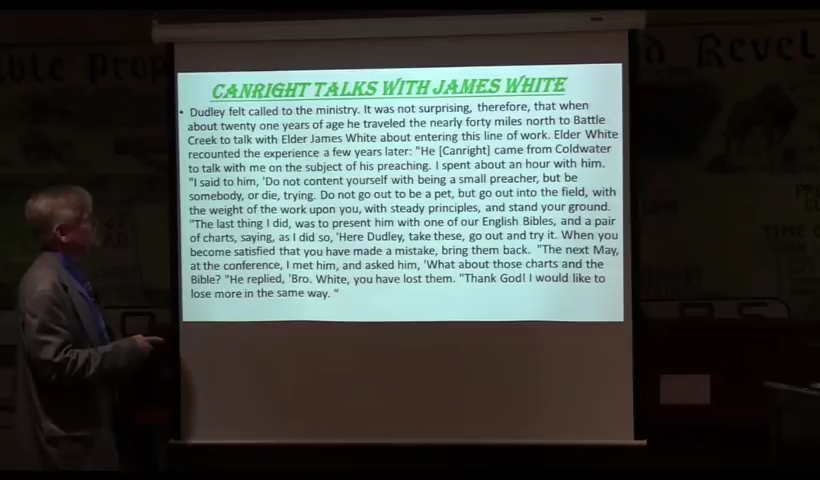 ible Prop
d Revel
CANRIGHT TALKS WITH JAMES WHITE
• Dudley felt called to the ministry. It was not surprising, therefore, that when
about twenty one years of age he traveled the nearly forty miles north to Battle
Creek to talk with Elder James White about entering this line of work. Elder White
recounted the experience a few years later: "He [Canright] came from Coldwater
to talk with me on the subject of his preaching. I spent about an hour with him.
"I said to him, 'Do not content yourself with being a small preacher, but be
somebody, or die, trying. Do not go out to be a pet, but go out into the field, with
the weight of the work upon you, with steady principles, and stand your ground.
"The last thing I did, was to present him with one of our English Bibles, and a pair
of charts, saying, as I did so, 'Here Dudley, take these, go out and try it. When you
become satisfied that you have made a mistake, bring them back. "The next May,
at the conference, I met him, and asked him, 'What about those charts and the
Bible? "He replied, 'Bro. White, you have lost them. "Thank God! I would like to
lose more in the same way. "
TIME